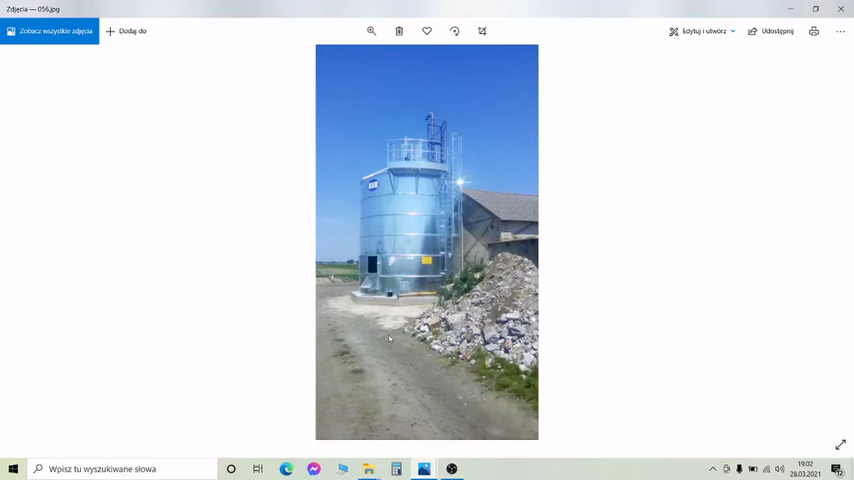 Zdjęcia — 056.jpg
Zobacz wszystkie zdjęcia
Dodaj do
Edytuj i utwórz
Udostępnij
Wpisz tu wyszukiwane słowa
19:02
28.03.2021